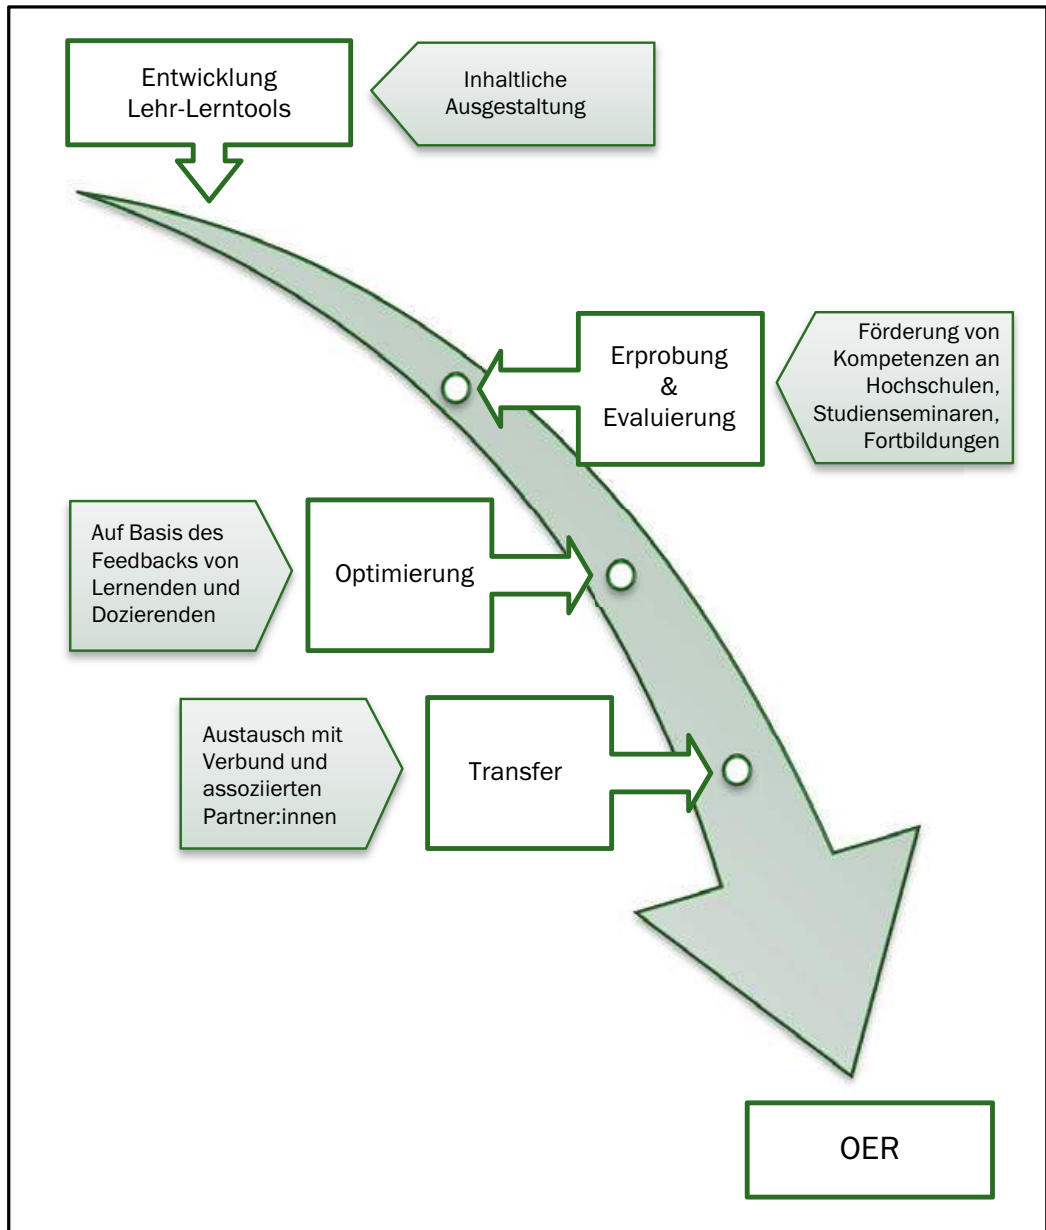 Entwicklung
Lehr-Lerntools
Inhaltliche
Ausgestaltung
Erprobung
&
Evaluierung
Förderung von
Kompetenzen an
Hochschulen,
Studienseminaren,
Fortbildungen
Auf Basis des
Feedbacks von
Lernenden und
Dozierenden
Optimierung
Austausch mit
Verbund und
assoziierten
Partner:innen
Transfer
OER